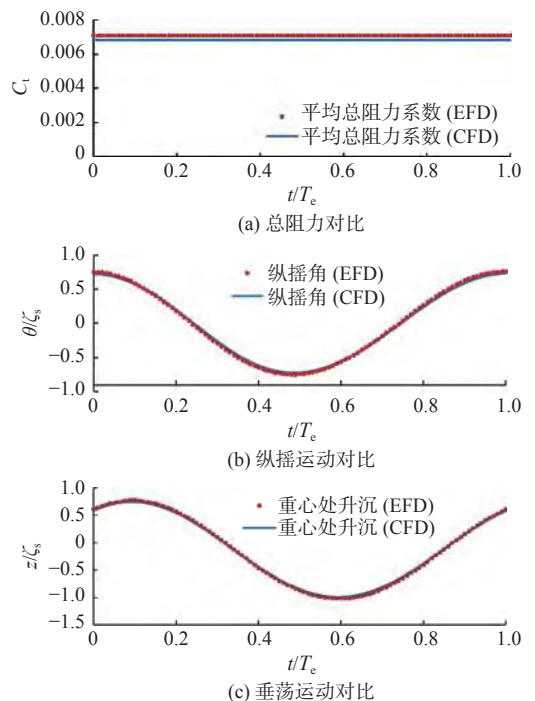 0.008
0.006
0.004
0.002
0
Ct
平均总阻力系数 (EFD)
平均总阻力系数 (CFD)
0 0.2 0.4 0.6 0.8 1.0
t/Te
(a) 总阻力对比
1.0
0.5
0
−0.5
−1.0
θ/ζs
纵摇角 (EFD)
纵摇角 (CFD)
0 0.2 0.4 0.6 0.8 1.0
t/Te
(b) 纵摇运动对比
1.0
0.5
0
−0.5
−1.0
−1.5
z/ζs
重心处升沉 (EFD)
重心处升沉 (CFD)
0 0.2 0.4 0.6 0.8 1.0
t/Te
(c) 垂荡运动对比